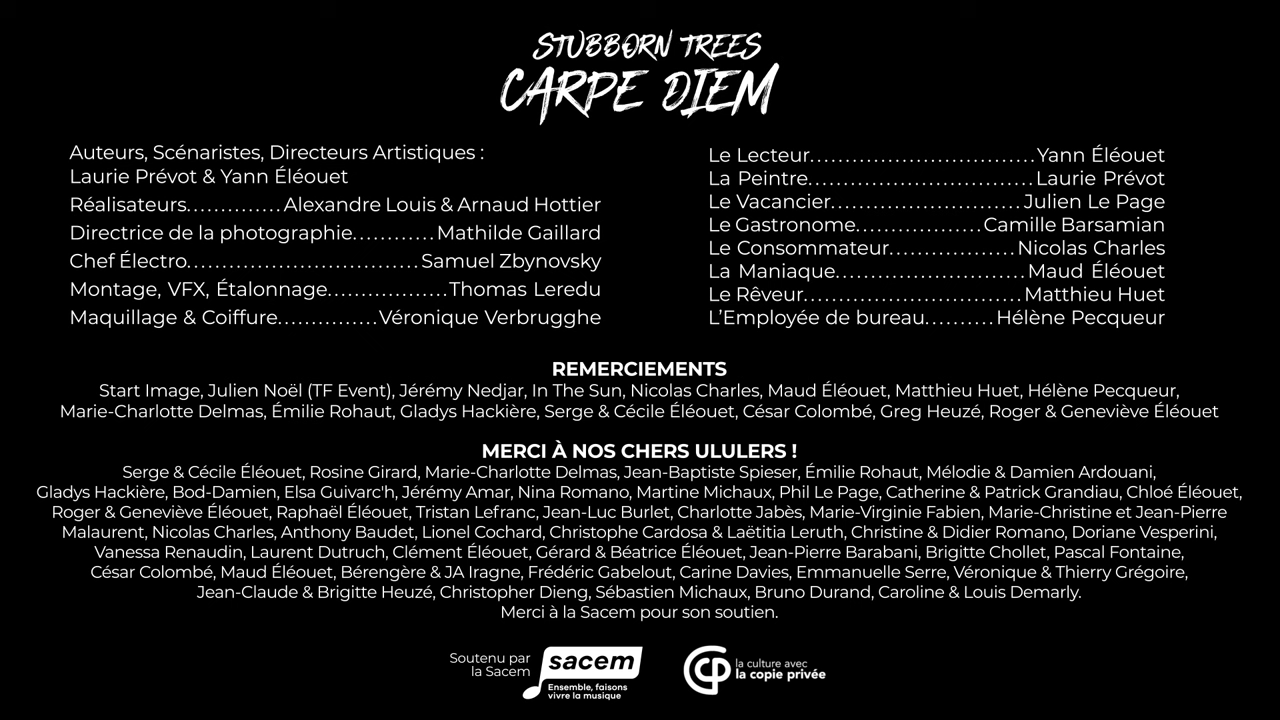 STUBBORN TREES
CARPE DIEM
Auteurs, Scénaristes, Directeurs Artistiques :
Laurie Prévot & Yann Éléouet
Réalisateurs..............Alexandre Louis & Arnaud Hottier
Directrice de la photographie............Mathilde Gaillard
Chef Électro..................................Samuel Zbynovsky
Montage, VFX, Étalonnage..................Thomas Leredu
Maquillage & Coiffure...............Véronique Verbrugghe
Le Lecteur.................................Yann Éléouet
La Peintre.................................Laurie Prévot
Le Vacancier............................Julien Le Page
Le Gastronome..................Camille Barsamian
Le Consommateur...................Nicolas Charles
La Maniaque............................Maud Éléouet
Le Rêveur................................Matthieu Huet
L’Employée de bureau..........Hélène Pecqueur
REMERCIEMENTS
Start Image, Julien Noël (TF Event), Jérémy Nedjar, In The Sun, Nicolas Charles, Maud Éléouet, Matthieu Huet, Hélène Pecqueur,
Marie-Charlotte Delmas, Émilie Rohaut, Gladys Hackière, Serge & Cécile Éléouet, César Colombé, Greg Heuzé, Roger & Geneviève Éléouet
MERCI À NOS CHERS ULULERS !
Serge & Cécile Éléouet, Rosine Girard, Marie-Charlotte Delmas, Jean-Baptiste Spieser, Émilie Rohaut, Mélodie & Damien Ardouani,
Gladys Hackière, Bod-Damien, Elsa Guivarc'h, Jérémy Amar, Nina Romano, Martine Michaux, Phil Le Page, Catherine & Patrick Grandiau, Chloé Éléouet,
Roger & Geneviève Éléouet, Raphaël Éléouet, Tristan Lefranc, Jean-Luc Burlet, Charlotte Jabès, Marie-Virginie Fabien, Marie-Christine et Jean-Pierre
Malaurent, Nicolas Charles, Anthony Baudet, Lionel Cochard, Christophe Cardosa & Laëtitia Leruth, Christine & Didier Romano, Doriane Vesperini,
Vanessa Renaudin, Laurent Dutruch, Clément Éléouet, Gérard & Béatrice Éléouet, Jean-Pierre Barabani, Brigitte Chollet, Pascal Fontaine,
César Colombé, Maud Éléouet, Bérengère & JA Iragne, Frédéric Gabelout, Carine Davies, Emmanuelle Serre, Véronique & Thierry Grégoire,
Jean-Claude & Brigitte Heuzé, Christopher Dieng, Sébastien Michaux, Bruno Durand, Caroline & Louis Demarly.
Merci à la Sacem pour son soutien.
Soutenu par
la Sacem
sacem
Ensemble, faisons
vivre la musique
CP
la culture avec
la copie privée